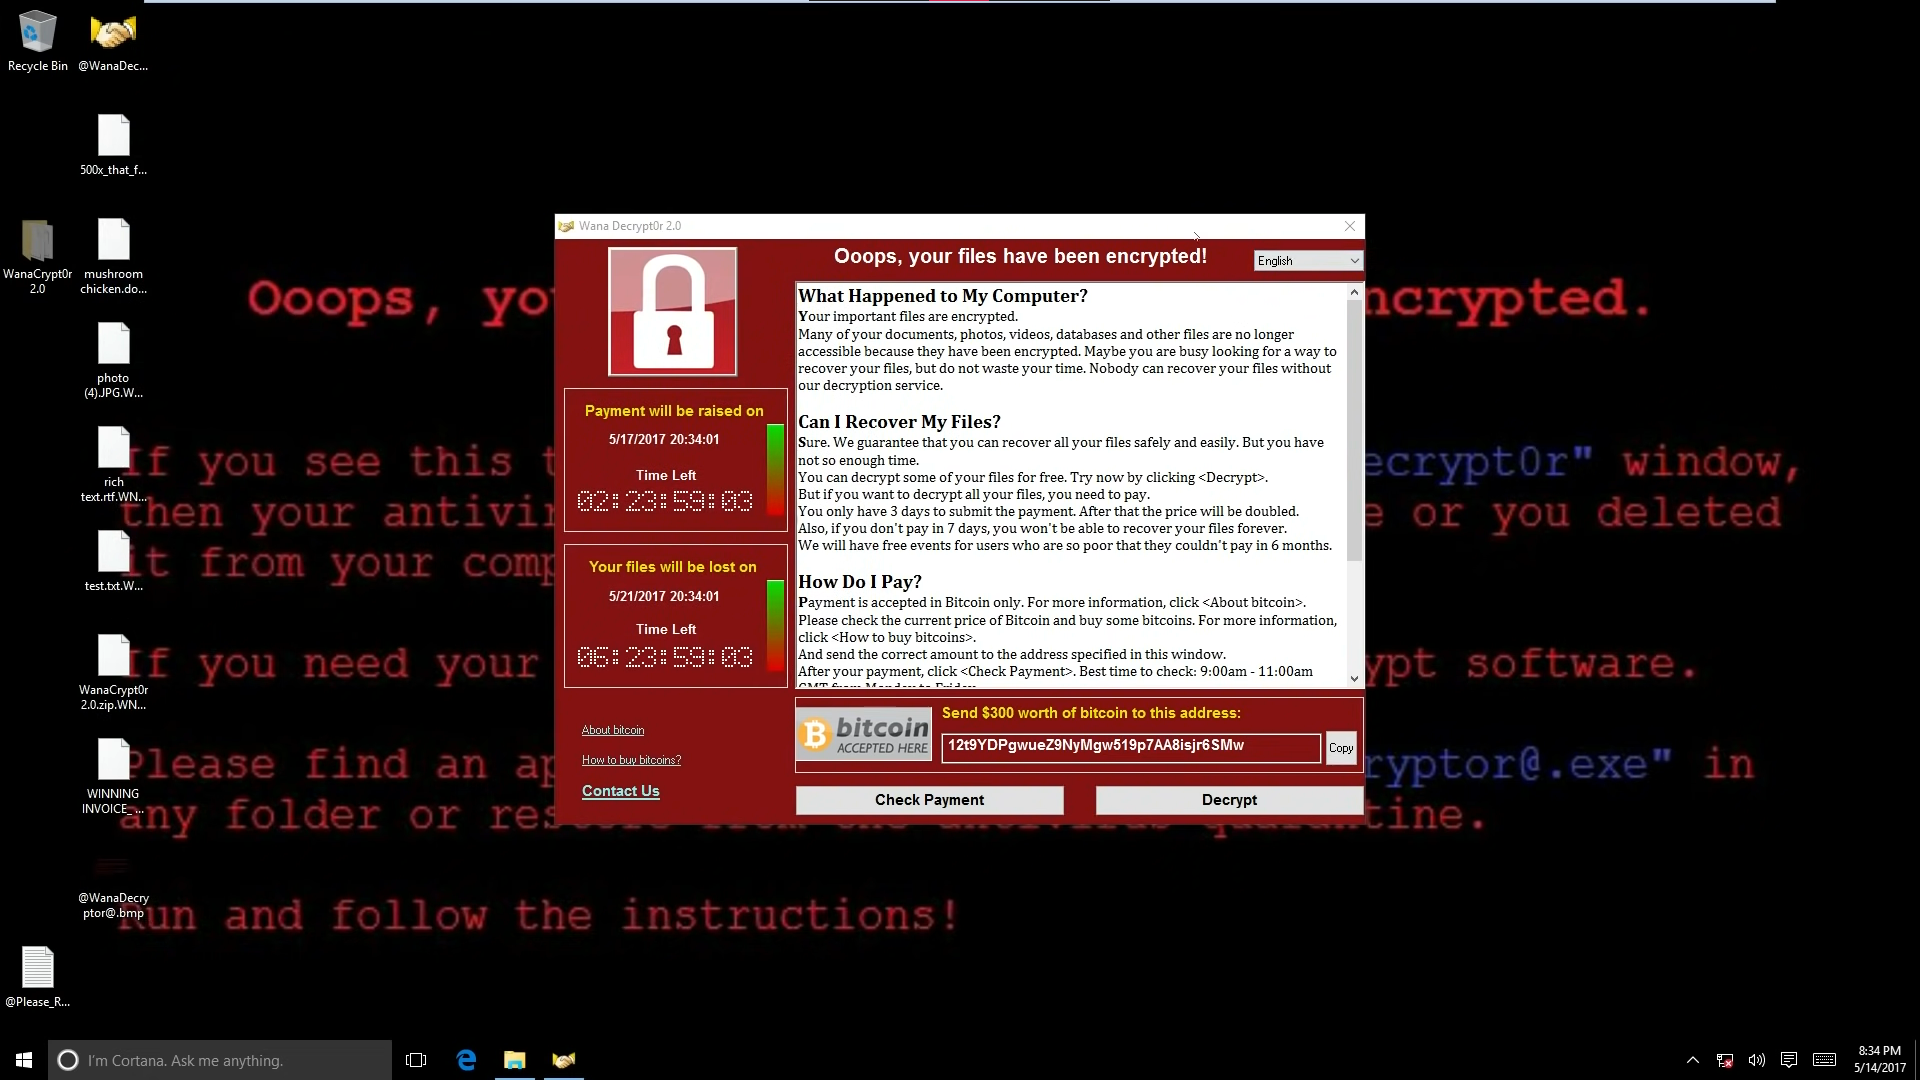 Recycle Bin
@WanaDec...
500x_that_f...
WanaCrypt0r
2.0
mushroom
chicken.do...
photo
(4).JPG.W...
rich
text.rtf.WN...
test.txt.W...
WanaCrypt0r
2.0.zip.WN...
WINNING
INVOICE_ ...
@WanaDecry
ptor@.bmp
@Please_R...
Ooops, yo
ncrypted.
If you see this t
ecrypt0r" window,
then your antivir
e or you deleted
it from your comp
If you need your
ypt software.
Please find an ap
ryptor@.exe" in
any folder or res
tine.
Run and follow the instructions!
Wana Decrypt0r 2.0
Ooops, your files have been encrypted!
English
Payment will be raised on
5/17/2017 20:34:01
Time Left
02:23:59:03
Your files will be lost on
5/21/2017 20:34:01
Time Left
06:23:59:03
About bitcoin
How to buy bitcoins?
Contact Us
What Happened to My Computer?
Your important files are encrypted.
Many of your documents, photos, videos, databases and other files are no longer
accessible because they have been encrypted. Maybe you are busy looking for a way to
recover your files, but do not waste your time. Nobody can recover your files without
our decryption service.
Can I Recover My Files?
Sure. We guarantee that you can recover all your files safely and easily. But you have
not so enough time.
You can decrypt some of your files for free. Try now by clicking <Decrypt>.
But if you want to decrypt all your files, you need to pay.
You only have 3 days to submit the payment. After that the price will be doubled.
Also, if you don't pay in 7 days, you won't be able to recover your files forever.
We will have free events for users who are so poor that they couldn't pay in 6 months.
How Do I Pay?
Payment is accepted in Bitcoin only. For more information, click <About bitcoin>.
Please check the current price of Bitcoin and buy some bitcoins. For more information,
click <How to buy bitcoins>.
And send the correct amount to the address specified in this window.
After your payment, click <Check Payment>. Best time to check: 9:00am - 11:00am
GMT from Monday to Friday.
bitcoin
ACCEPTED HERE
Send $300 worth of bitcoin to this address:
12t9YDPgwueZ9NyMgw519p7AA8isjr6SMw
Copy
Check Payment
Decrypt
I'm Cortana. Ask me anything.
8:34 PM
5/14/2017